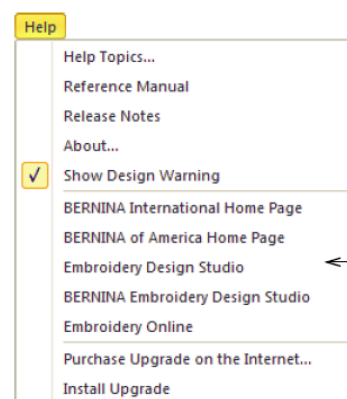 Help
Help Topics...
Reference Manual
Release Notes
About...
Show Design Warning
BERNINA International Home Page
BERNINA of America Home Page
Embroidery Design Studio
BERNINA Embroidery Design Studio
Embroidery Online
Purchase Upgrade on the Internet...
Install Upgrade